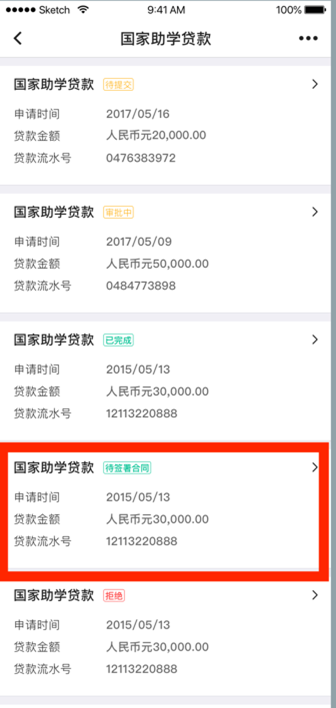 ●●●●● Sketch 9:41 AM 100%
国家助学贷款 •••
国家助学贷款 待提交
申请时间 2017/05/16
贷款金额 人民币元20,000.00
贷款流水号 0476383972
国家助学贷款 审批中
申请时间 2017/05/09
贷款金额 人民币元50,000.00
贷款流水号 0484773898
国家助学贷款 已完成
申请时间 2015/05/13
贷款金额 人民币元30,000.00
贷款流水号 12113220888
国家助学贷款 待签署合同
申请时间 2015/05/13
贷款金额 人民币元30,000.00
贷款流水号 12113220888
国家助学贷款 拒绝
申请时间 2015/05/13
贷款金额 人民币元30,000.00
贷款流水号 12113220888